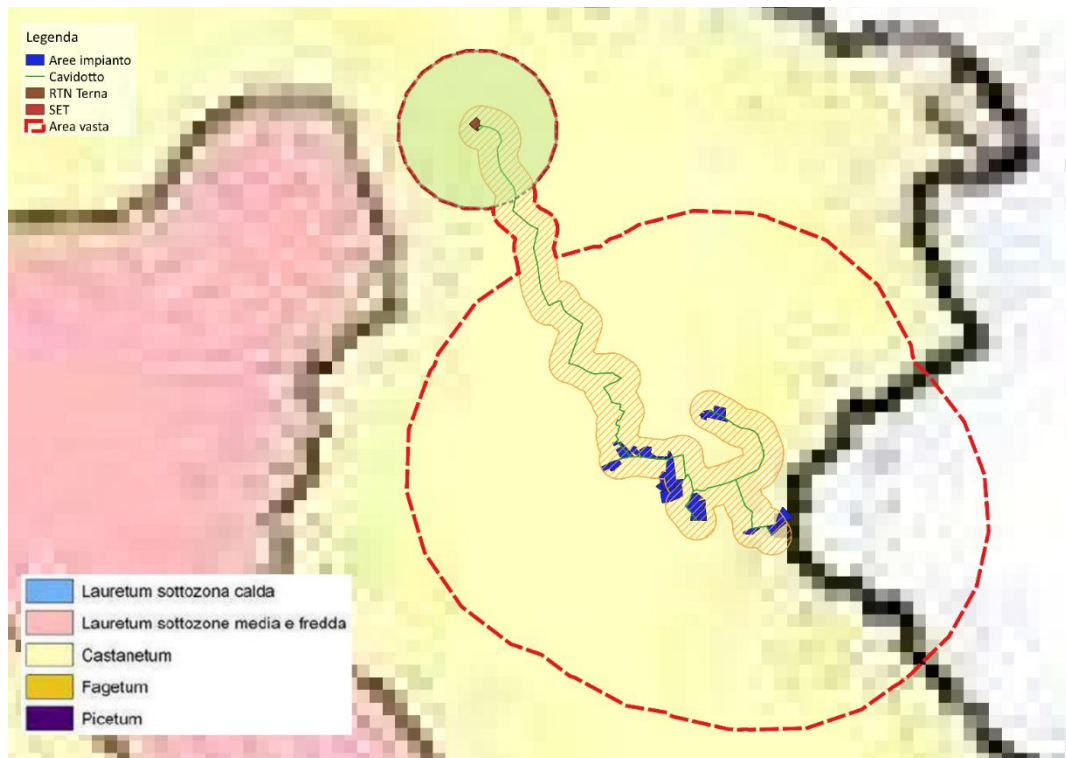 Legenda
Aree impianto
Cavidotto
RTN Terna
SET
Area vasta
Lauretum sottozona calda
Lauretum sottozone media e fredda
Castanetum
Fagetum
Picetum